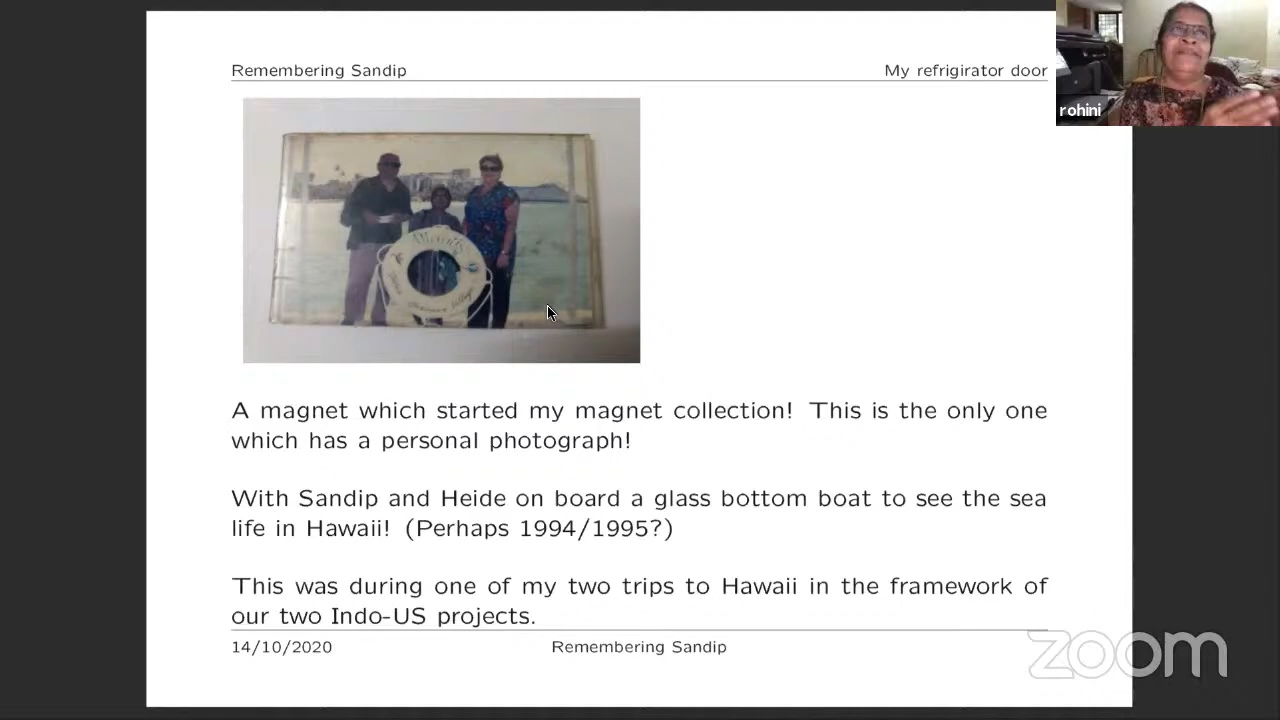 Remembering Sandip
My refrigirator door
rohini
A magnet which started my magnet collection! This is the only one
which has a personal photograph!
With Sandip and Heide on board a glass bottom boat to see the sea
life in Hawaii! (Perhaps 1994/1995?)
This was during one of my two trips to Hawaii in the framework of
our two Indo-US projects.
14/10/2020
Remembering Sandip
zoom